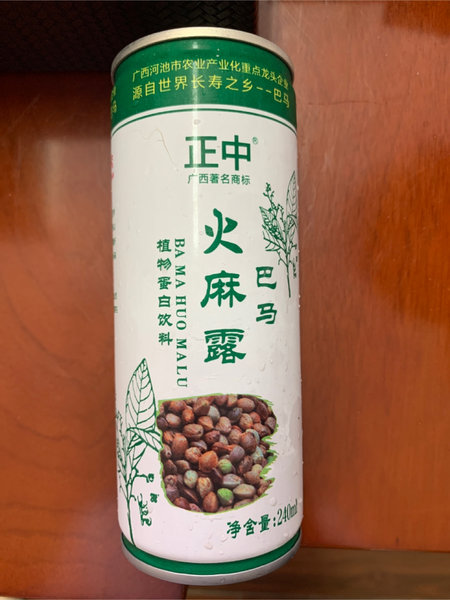 广西河池市农业产业化重点龙头企业
源自世界长寿之乡--巴马
正中®
广西著名商标
巴马
火麻露
BA MA HUO MALU
植物蛋白饮料
净含量:240ml